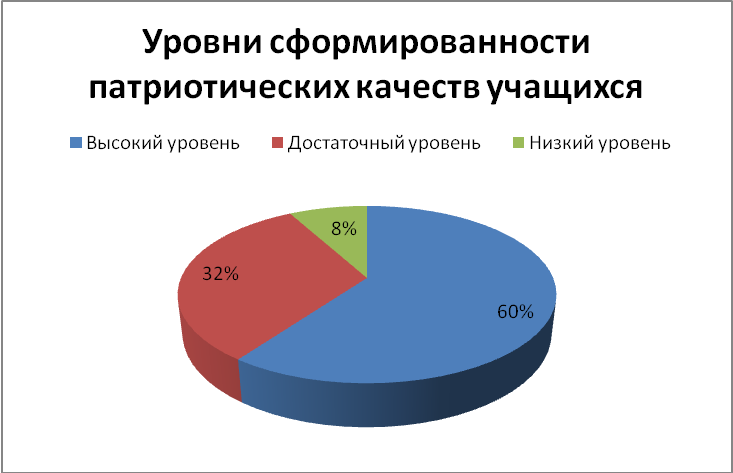 Уровни сформированности
патриотических качеств учащихся
Высокий уровень Достаточный уровень Низкий уровень
8%
32%
60%